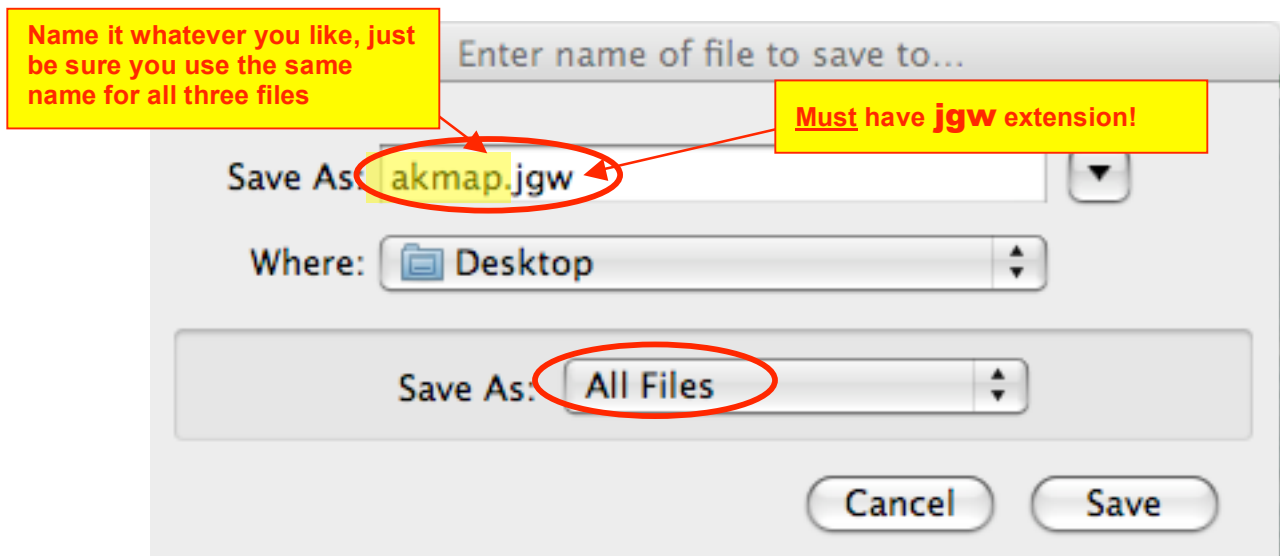 Name it whatever you like, just
be sure you use the same
name for all three files
Enter name of file to save to...
Must have jgw extension!
Save As: akmap.jgw
Where: Desktop
Save As: All Files
Cancel Save